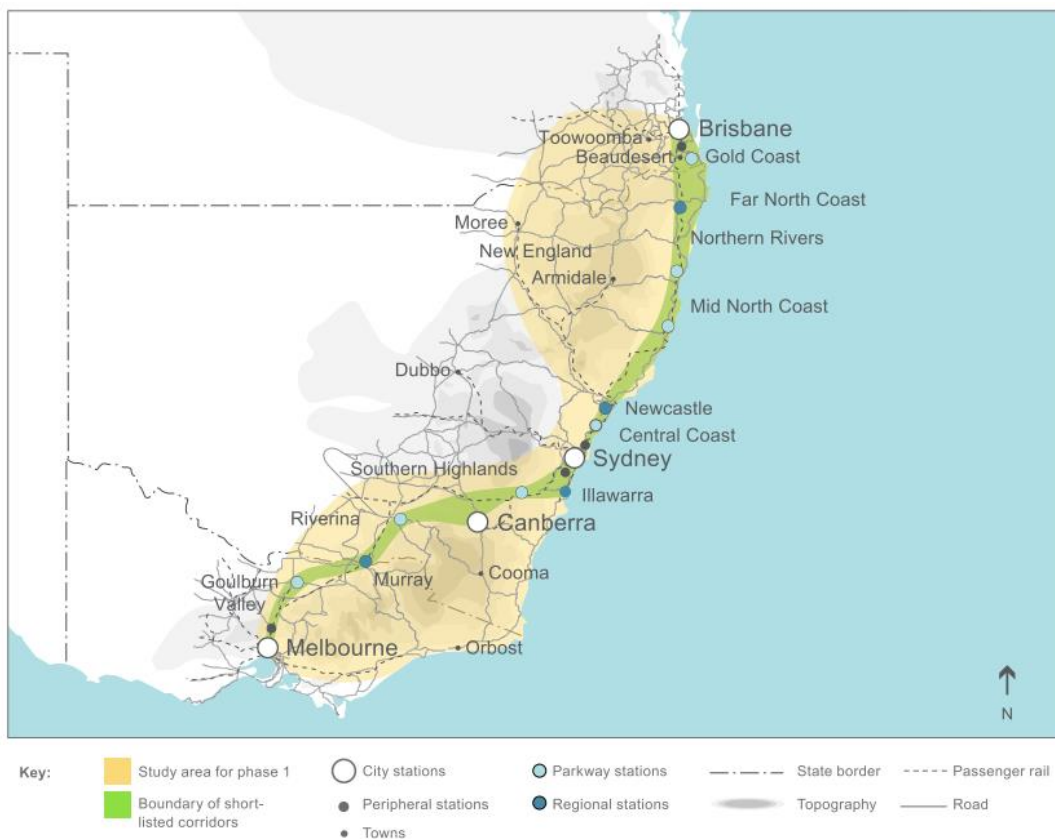 Brisbane
Toowoomba
Beaudesert
Gold Coast
Far North Coast
Moree
Northern Rivers
New England
Armidale
Mid North Coast
Dubbo
Newcastle
Central Coast
Sydney
Southern Highlands
Illawarra
Riverina
Canberra
Cooma
Murray
Goulburn
Valley
Melbourne
Orbost
N
Key:
Study area for phase 1
City stations
Parkway stations
State border
Passenger rail
Boundary of short-
listed corridors
Peripheral stations
Regional stations
Topography
Road
Towns